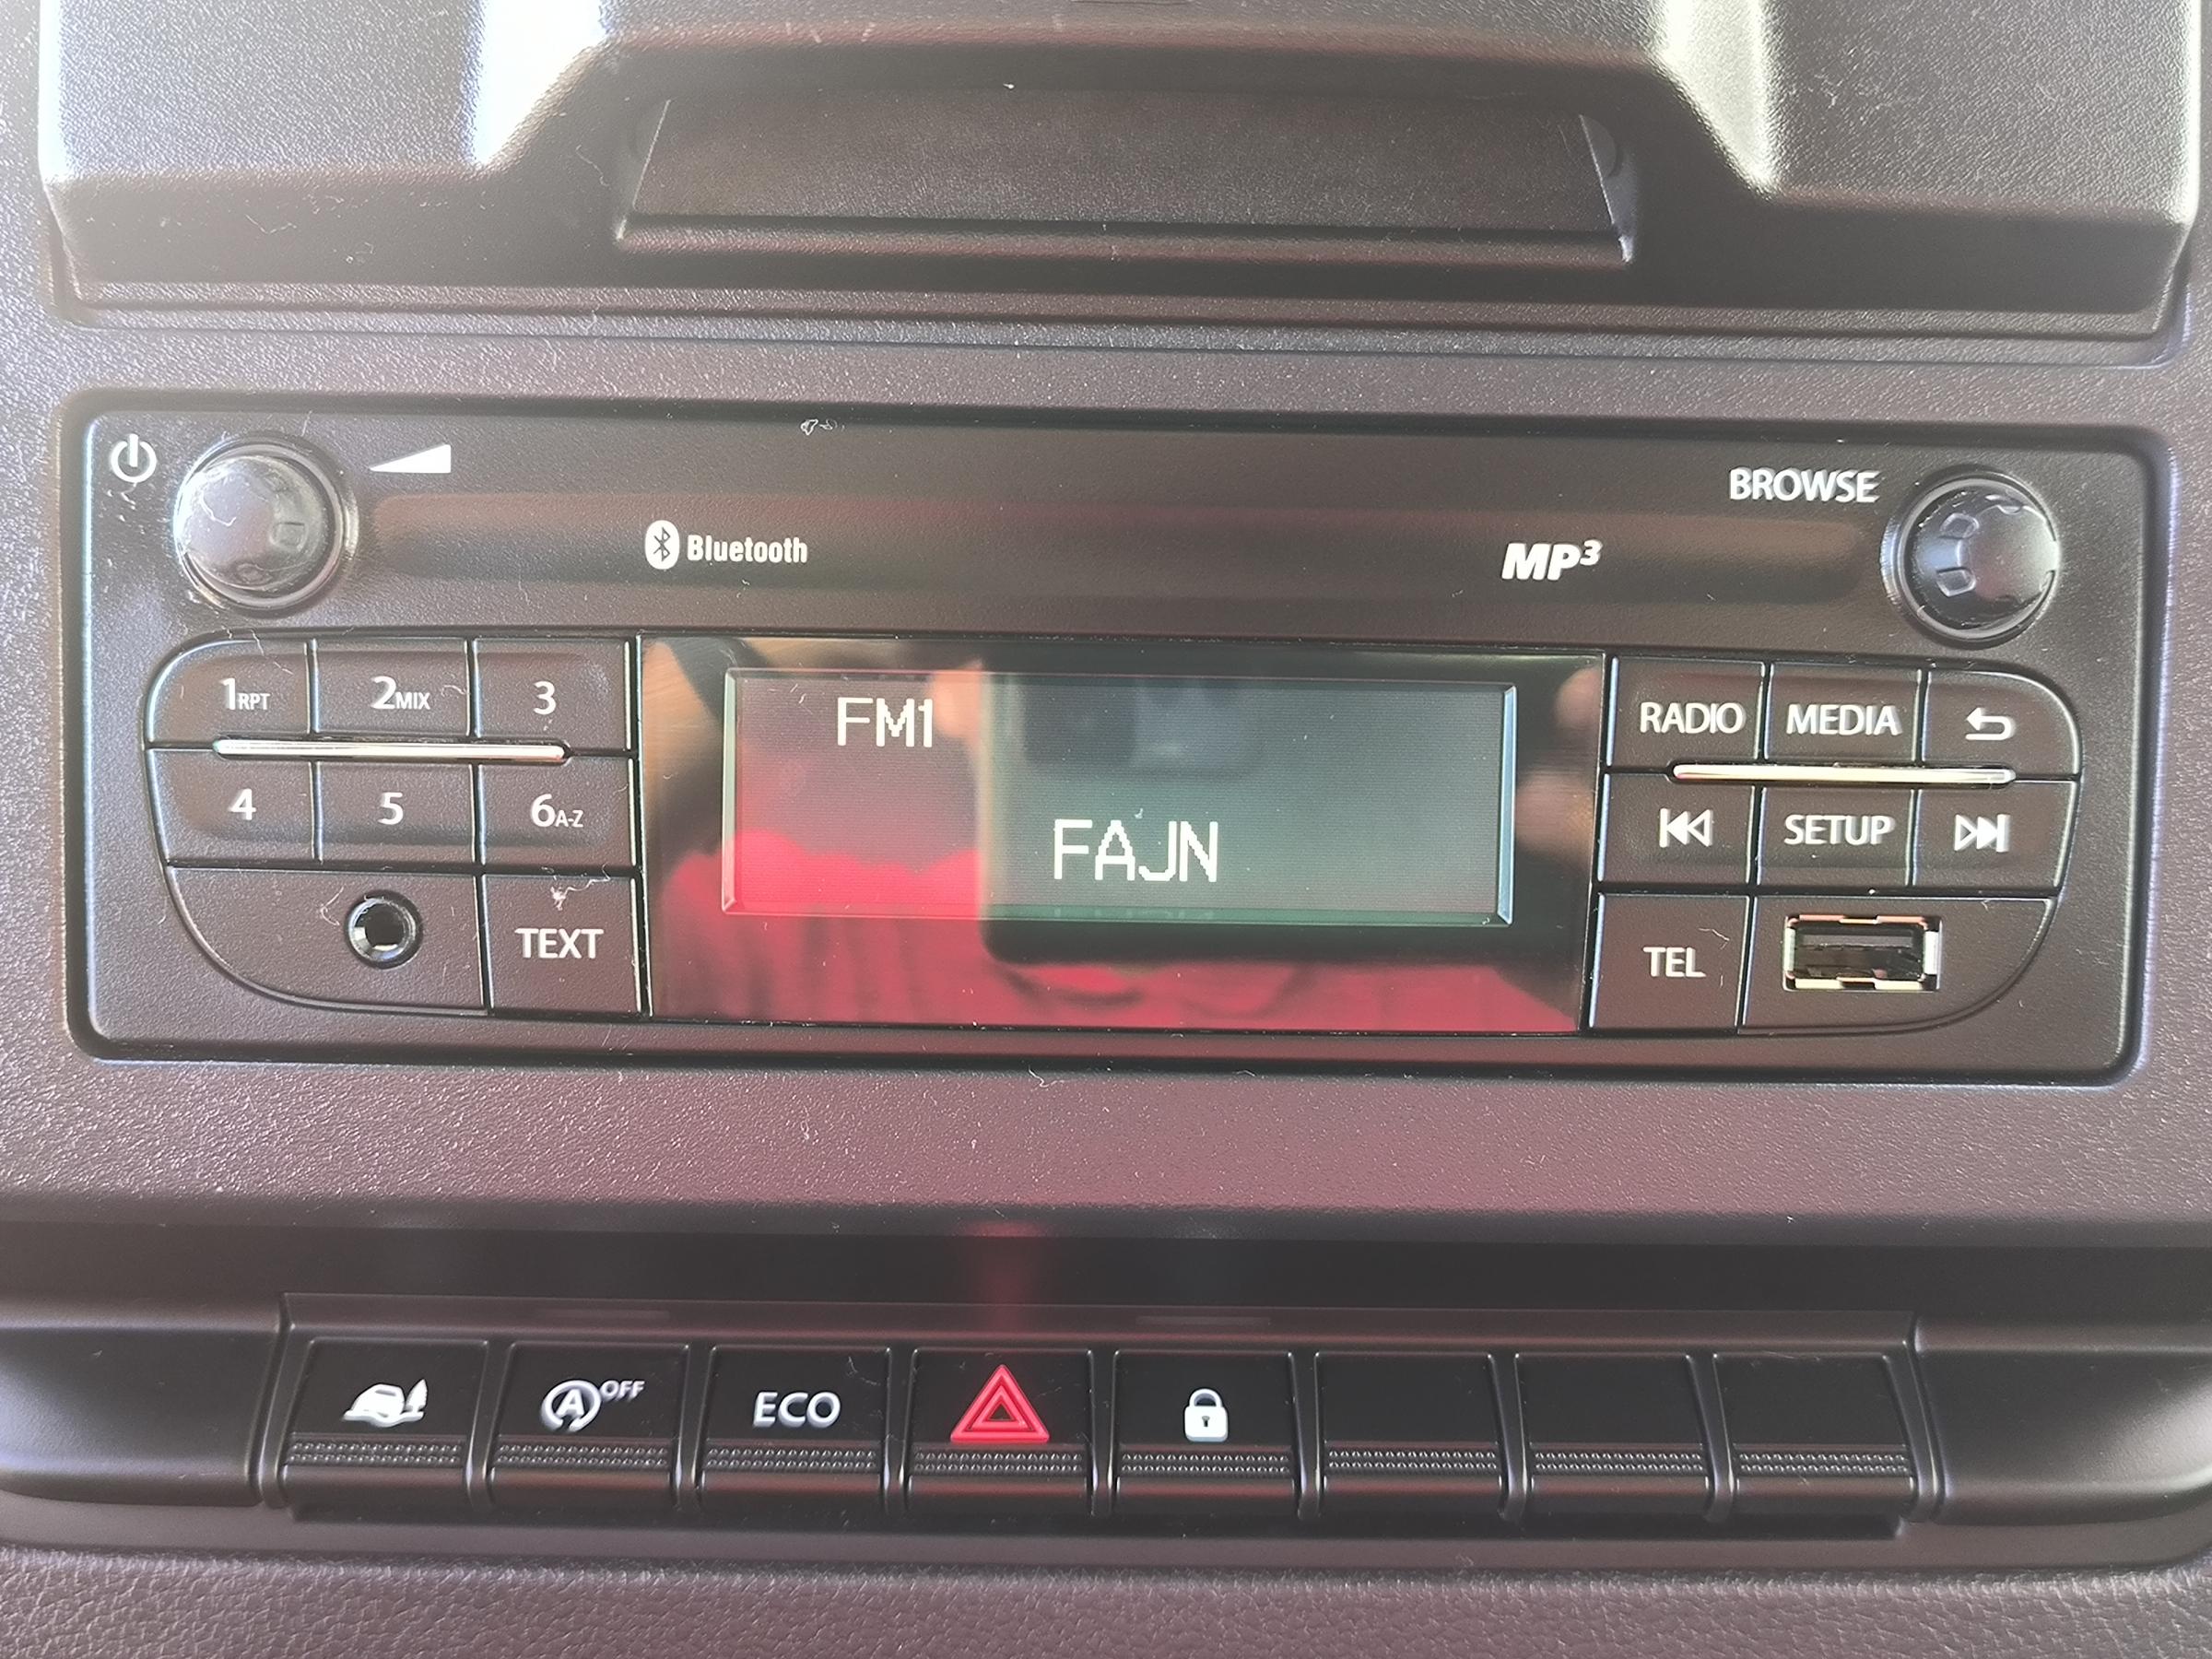 BROWSE
Bluetooth
MP3
1RPT 2MIX 3
FM1
RADIO MEDIA
4 5 6A-Z
FAJN
SETUP
TEXT
TEL
A OFF
ECO